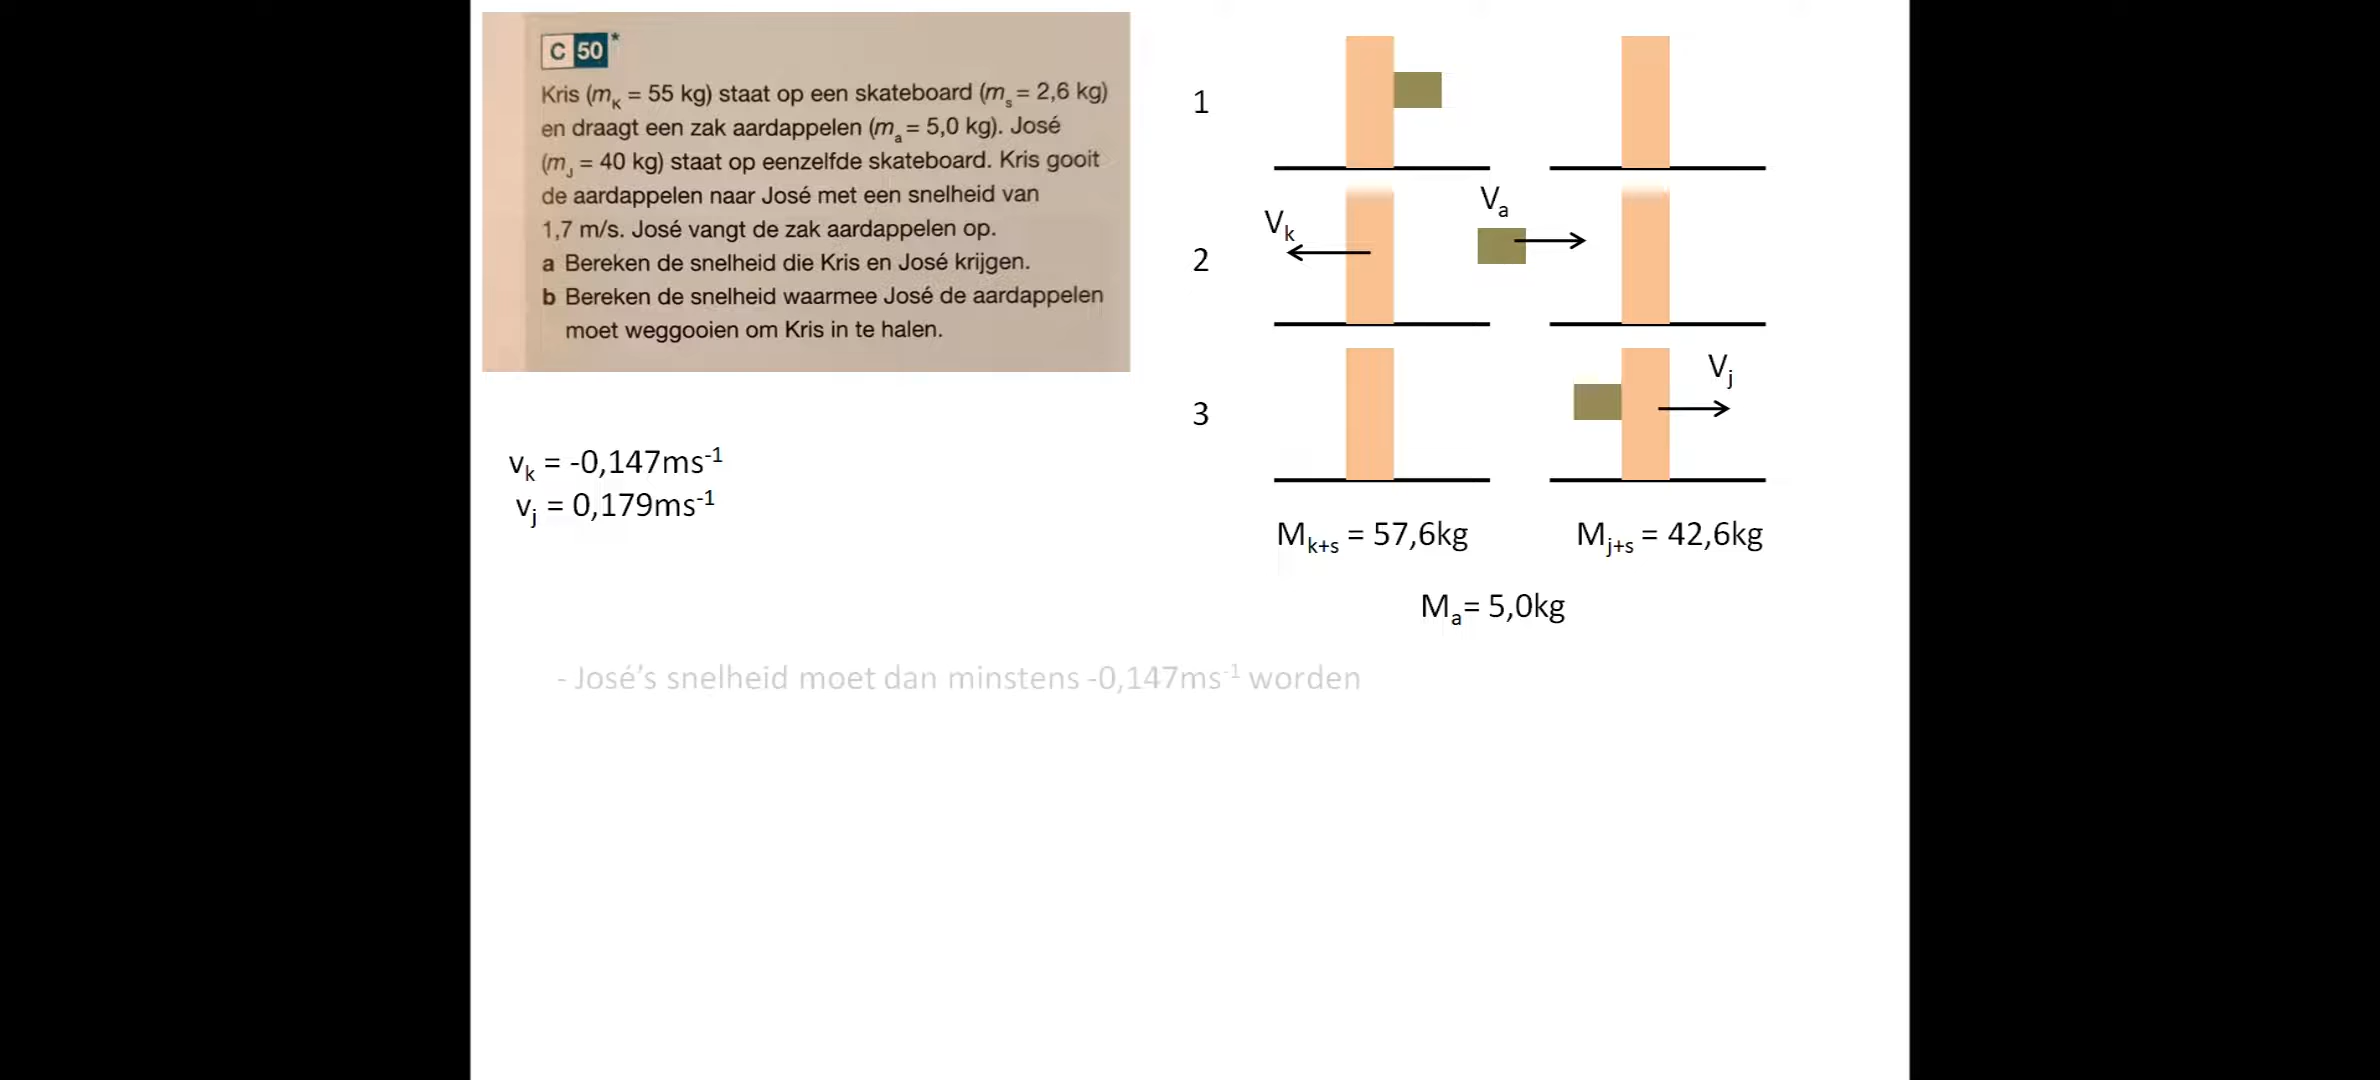 C 50 *
Kris (mK = 55 kg) staat op een skateboard (ms = 2,6 kg)
en draagt een zak aardappelen (ma = 5,0 kg). José
(mJ = 40 kg) staat op eenzelfde skateboard. Kris gooit
de aardappelen naar José met een snelheid van
1,7 m/s. José vangt de zak aardappelen op.
a Bereken de snelheid die Kris en José krijgen.
b Bereken de snelheid waarmee José de aardappelen
moet weggooien om Kris in te halen.
1
Va
Vk
2
Vj
3
vk = -0,147ms-1
vj = 0,179ms-1
Mk+s = 57,6kg
Mj+s = 42,6kg
Ma= 5,0kg
- José’s snelheid moet dan minstens -0,147ms-1 worden